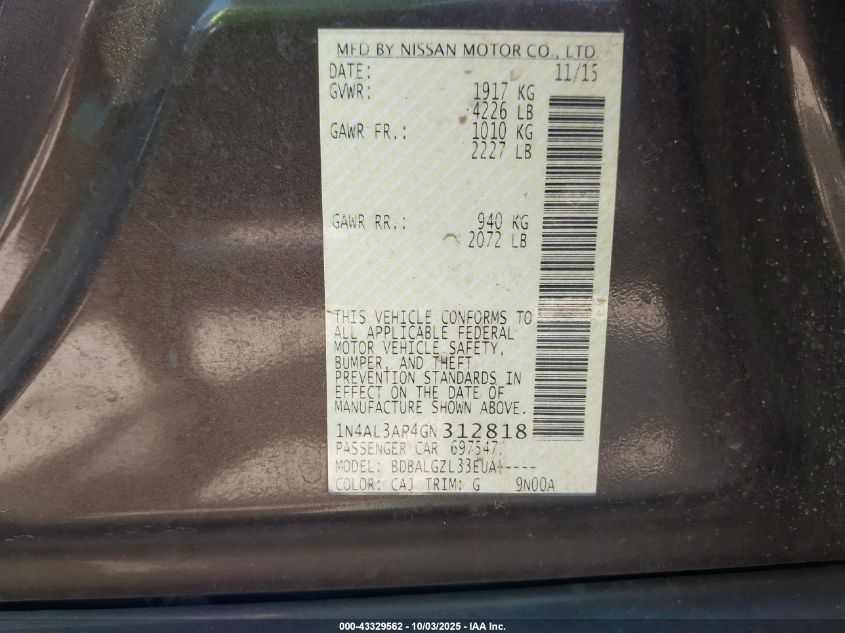 MFD BY NISSAN MOTOR CO., LTD
DATE: 11/15
GVWR: 1917 KG
4226 LB
GAWR FR.: 1010 KG
2227 LB
GAWR RR.: 940 KG
2072 LB
THIS VEHICLE CONFORMS TO
ALL APPLICABLE FEDERAL
MOTOR VEHICLE SAFETY,
BUMPER, AND THEFT
PREVENTION STANDARDS IN
EFFECT ON THE DATE OF
MANUFACTURE SHOWN ABOVE.
1N4AL3AP4GN312818
PASSENGER CAR 697547
MODEL: BDBALGZL33EUA----
COLOR: CAJ TRIM: G 9N00A
000-43329562 - 10/03/2025 - IAA Inc.